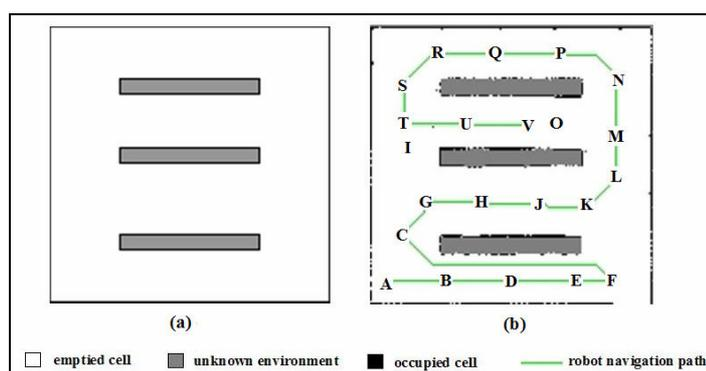 R Q P
S N
T U V O
I M
L
G H J K
C
A B D E F
(a) (b)
emptied cell unknown environment occupied cell robot navigation path